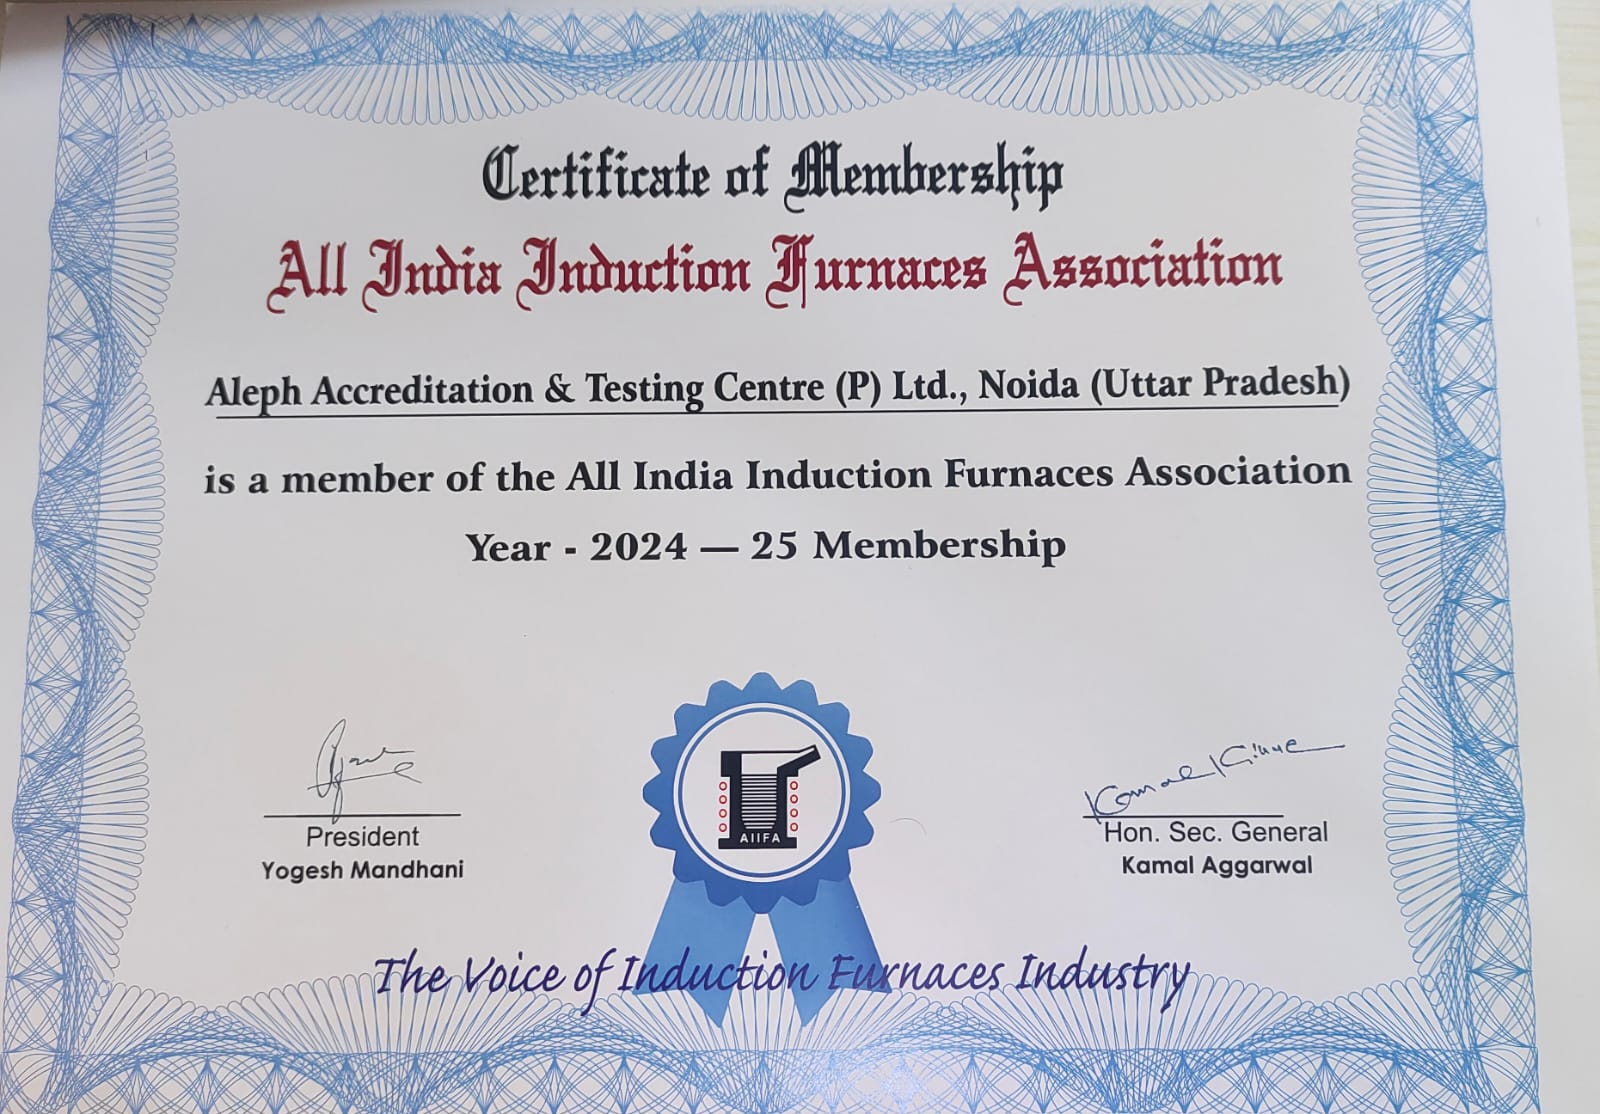 Certificate of Membership
All India Induction Furnaces Association
Aleph Accreditation & Testing Centre (P) Ltd., Noida (Uttar Pradesh)
is a member of the All India Induction Furnaces Association
Year - 2024 — 25 Membership
AIIFA
President
Yogesh Mandhani
Hon. Sec. General
Kamal Aggarwal
The Voice of Induction Furnaces Industry